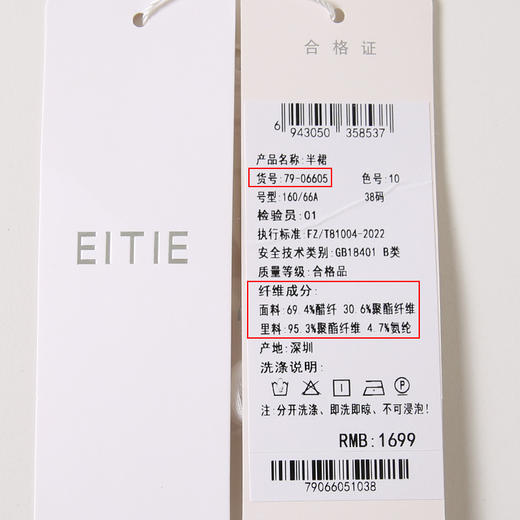 EITIE
合格证
6 943050 358537
产品名称:半裙
货号:79-06605 色号:10
号型:160/66A 38码
检验员:01
执行标准:FZ/T81004-2022
安全技术类别:GB18401 B类
质量等级:合格品
纤维成分:
面料:69.4%醋纤 30.6%聚酯纤维
里料:95.3%聚酯纤维 4.7%氨纶
产地:深圳
洗涤说明:
注:分开洗涤、即洗即晾、不可浸泡!
RMB:1699
79066051038